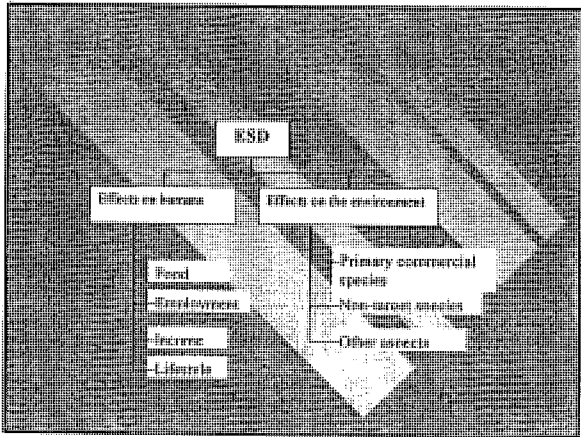 ESD
Effects on humans
Effects on the environment
Food
Employment
Income
Lifestyle
Primary commercial
species
Non-target species
Other aspects